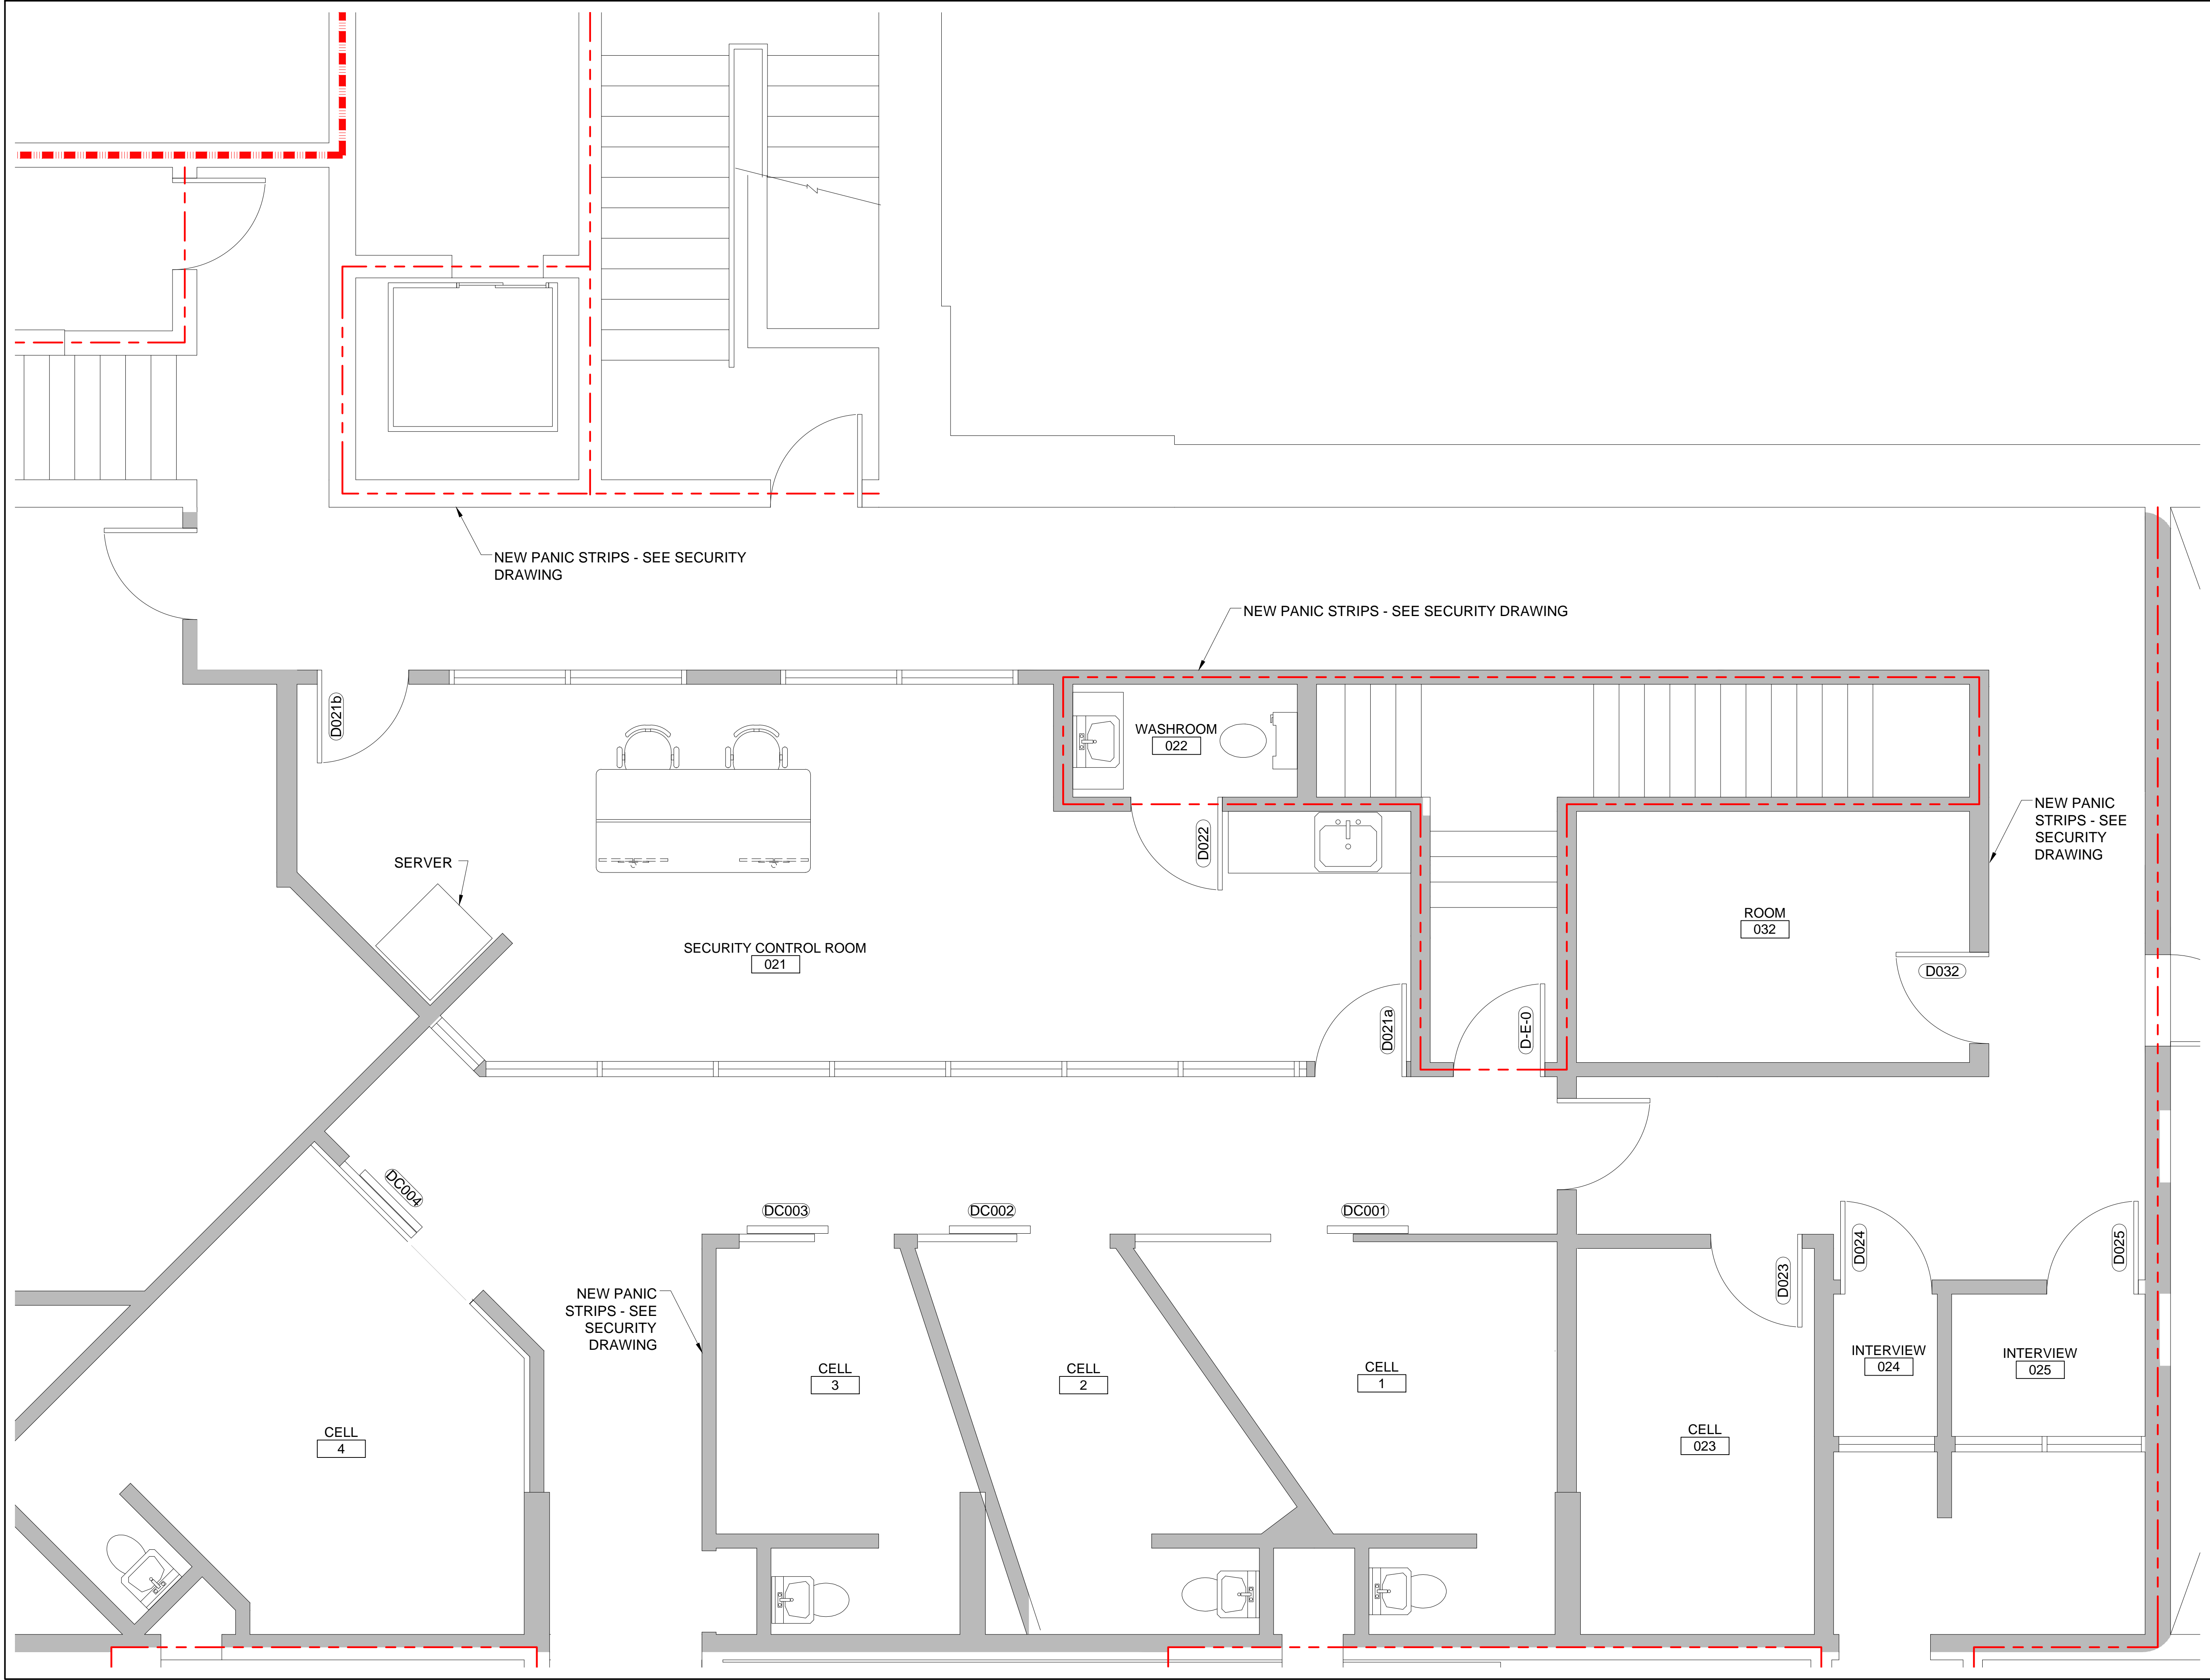 NEW PANIC STRIPS - SEE SECURITY
DRAWING
NEW PANIC STRIPS - SEE SECURITY DRAWING
D021b
WASHROOM
022
D022
NEW PANIC
STRIPS - SEE
SECURITY
DRAWING
SERVER
SECURITY CONTROL ROOM
021
ROOM
032
D032
D021a
D-E-0
DC004
DC003
DC002
DC001
D023
D024
D025
NEW PANIC
STRIPS - SEE
SECURITY
DRAWING
CELL
3
CELL
2
CELL
1
INTERVIEW
024
INTERVIEW
025
CELL
4
CELL
023